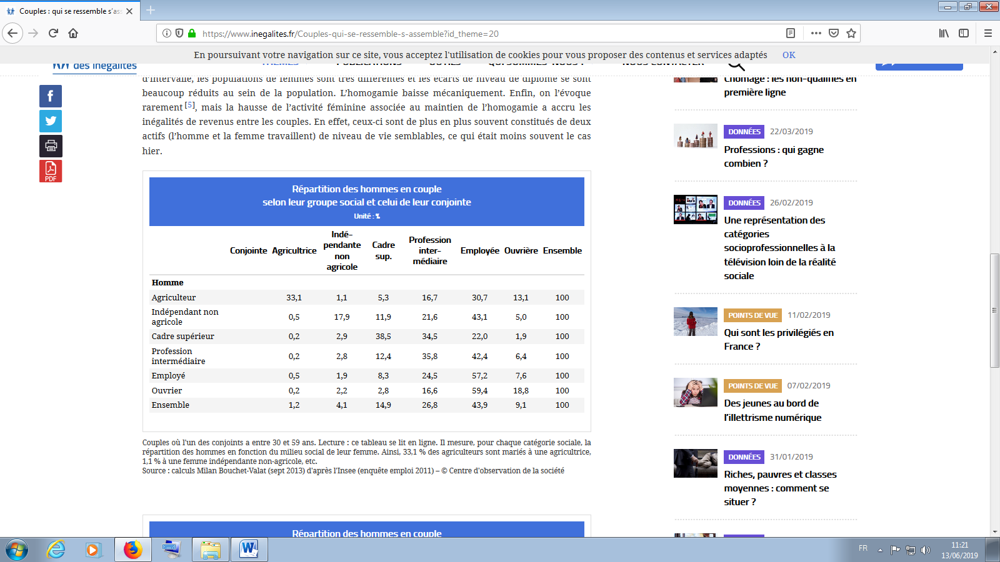 Couples : qui se ressemble s'as
https://www.inegalites.fr/Couples-qui-se-ressemble-s-assemble?id_theme=20
En poursuivant votre navigation sur ce site, vous acceptez l'utilisation de cookies pour vous proposer des contenus et services adaptés OK
des inégalités
THÈMES PUBLICATIONS OUTILS QUI SOMMES-NOUS ? NOUS CONTACTER
d'intervalle, les populations de femmes sont très différentes et les écarts de niveau de diplôme se sont
beaucoup réduits au sein de la population. L'homogamie baisse mécaniquement. Enfin, on l'évoque
rarement [5], mais la hausse de l'activité féminine associée au maintien de l'homogamie a accru les
inégalités de revenus entre les couples. En effet, ceux-ci sont de plus en plus souvent constitués de deux
actifs (l'homme et la femme travaillent) de niveau de vie semblables, ce qui était moins souvent le cas
hier.
PDF
Répartition des hommes en couple
selon leur groupe social et celui de leur conjointe
Unité : %
Conjointe Agricultrice Indé-pendante non agricole Cadre sup. Profession inter-médiaire Employée Ouvrière Ensemble
Homme
Agriculteur 33,1 1,1 5,3 16,7 30,7 13,1 100
Indépendant non agricole 0,5 17,9 11,9 21,6 43,1 5,0 100
Cadre supérieur 0,2 2,9 38,5 34,5 22,0 1,9 100
Profession intermédiaire 0,2 2,8 12,4 35,8 42,4 6,4 100
Employé 0,5 1,9 8,3 24,5 57,2 7,6 100
Ouvrier 0,2 2,2 2,8 16,6 59,4 18,8 100
Ensemble 1,2 4,1 14,9 26,8 43,9 9,1 100
Couples où l'un des conjoints a entre 30 et 59 ans. Lecture : ce tableau se lit en ligne. Il mesure, pour chaque catégorie sociale, la
répartition des hommes en fonction du milieu social de leur femme. Ainsi, 33,1 % des agriculteurs sont mariés à une agricultrice,
1,1 % à une femme indépendante non-agricole, etc.
Source : calculs Milan Bouchet-Valat (sept 2013) d'après l'Insee (enquête emploi 2011) – © Centre d'observation de la société
Répartition des hommes en couple
Chômage : les non-qualifiés en
première ligne
DONNÉES 22/03/2019
Professions : qui gagne
combien ?
DONNÉES 26/02/2019
Une représentation des
catégories
socioprofessionnelles à la
télévision loin de la réalité
sociale
POINTS DE VUE 11/02/2019
Qui sont les privilégiés en
France ?
POINTS DE VUE 07/02/2019
Des jeunes au bord de
l'illettrisme numérique
DONNÉES 31/01/2019
Riches, pauvres et classes
moyennes : comment se
situer ?
FR
11:21
13/06/2019